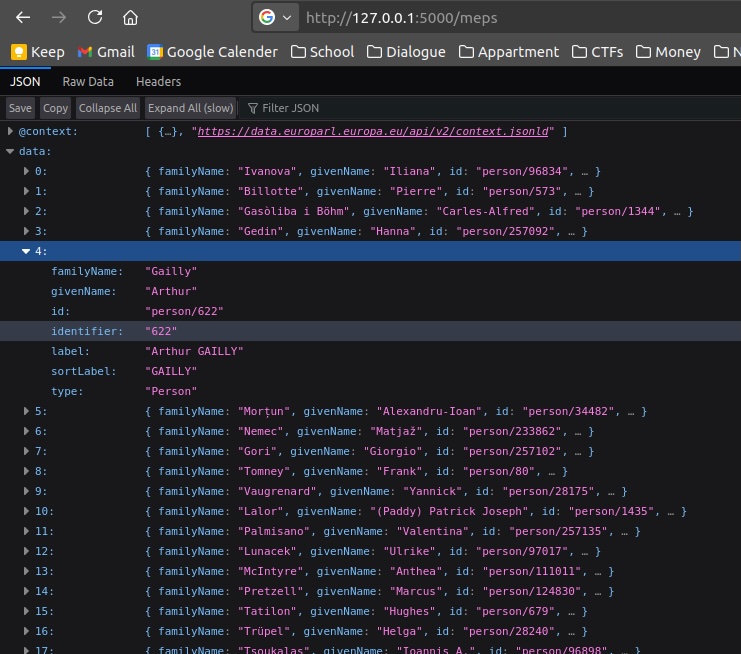 http://127.0.0.1:5000/meps
Keep Gmail 31 Google Calender School Dialogue Appartment CTFs Money N
JSON Raw Data Headers
Save Copy Collapse All Expand All (slow) Filter JSON
@context: [ {…}, "https://data.europarl.europa.eu/api/v2/context.jsonld" ]
data:
0: { familyName: "Ivanova", givenName: "Iliana", id: "person/96834", … }
1: { familyName: "Billotte", givenName: "Pierre", id: "person/573", … }
2: { familyName: "Gasòliba i Böhm", givenName: "Carles-Alfred", id: "person/1344", … }
3: { familyName: "Gedin", givenName: "Hanna", id: "person/257092", … }
4:
familyName: "Gailly"
givenName: "Arthur"
id: "person/622"
identifier: "622"
label: "Arthur GAILLY"
sortLabel: "GAILLY"
type: "Person"
5: { familyName: "Morțun", givenName: "Alexandru-Ioan", id: "person/34482", … }
6: { familyName: "Nemec", givenName: "Matjaž", id: "person/233862", … }
7: { familyName: "Gori", givenName: "Giorgio", id: "person/257102", … }
8: { familyName: "Tomney", givenName: "Frank", id: "person/80", … }
9: { familyName: "Vaugrenard", givenName: "Yannick", id: "person/28175", … }
10: { familyName: "Lalor", givenName: "(Paddy) Patrick Joseph", id: "person/1435", … }
11: { familyName: "Palmisano", givenName: "Valentina", id: "person/257135", … }
12: { familyName: "Lunacek", givenName: "Ulrike", id: "person/97017", … }
13: { familyName: "McIntyre", givenName: "Anthea", id: "person/111011", … }
14: { familyName: "Pretzell", givenName: "Marcus", id: "person/124830", … }
15: { familyName: "Tatilon", givenName: "Hughes", id: "person/679", … }
16: { familyName: "Trüpel", givenName: "Helga", id: "person/28240", … }
17: { familyName: "Tsoukalas", givenName: "Ioannis A.", id: "person/96898", … }